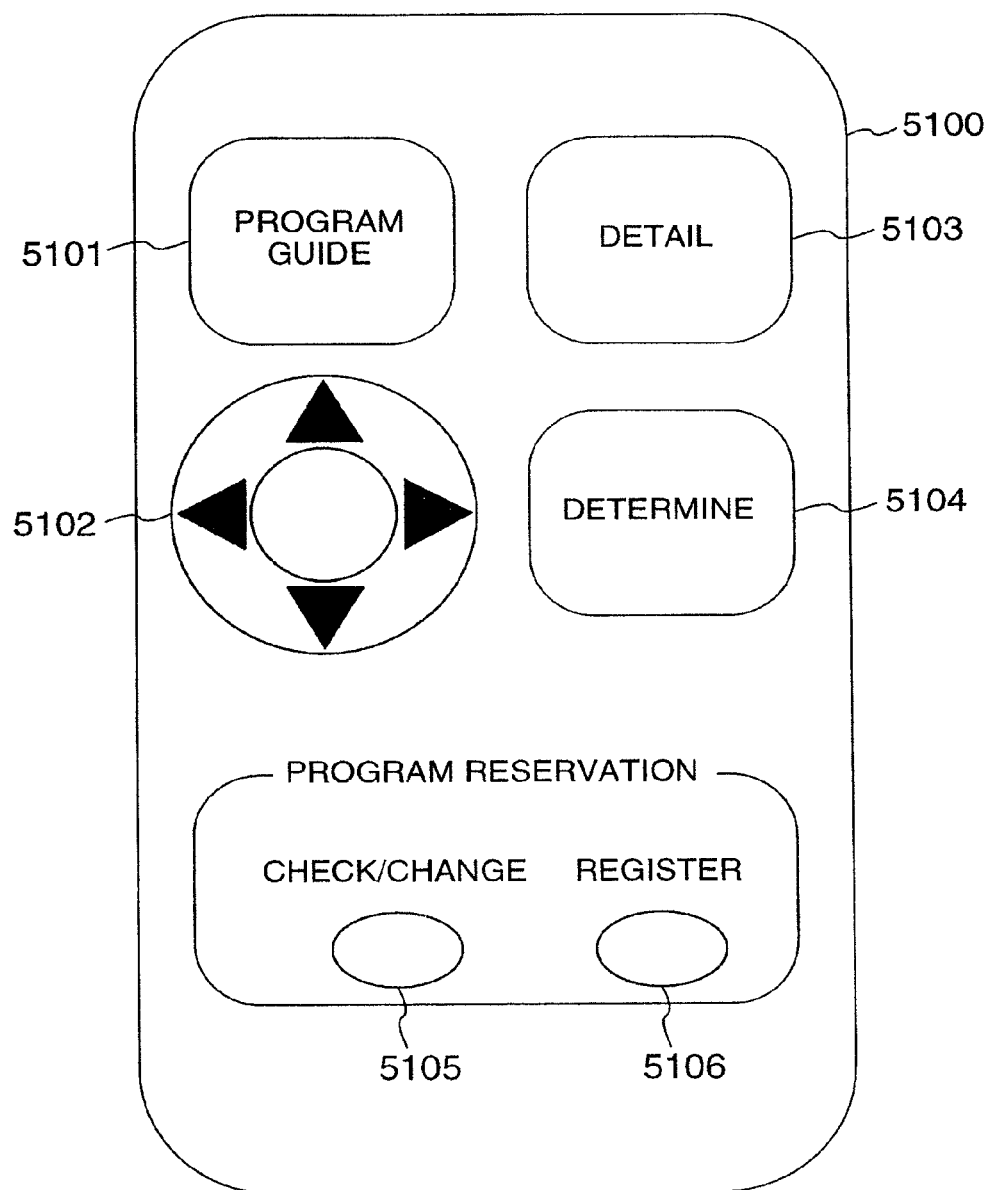 5100
PROGRAM
GUIDE
5101
DETAIL
5103
5102
DETERMINE
5104
PROGRAM RESERVATION
CHECK/CHANGE
REGISTER
5105
5106